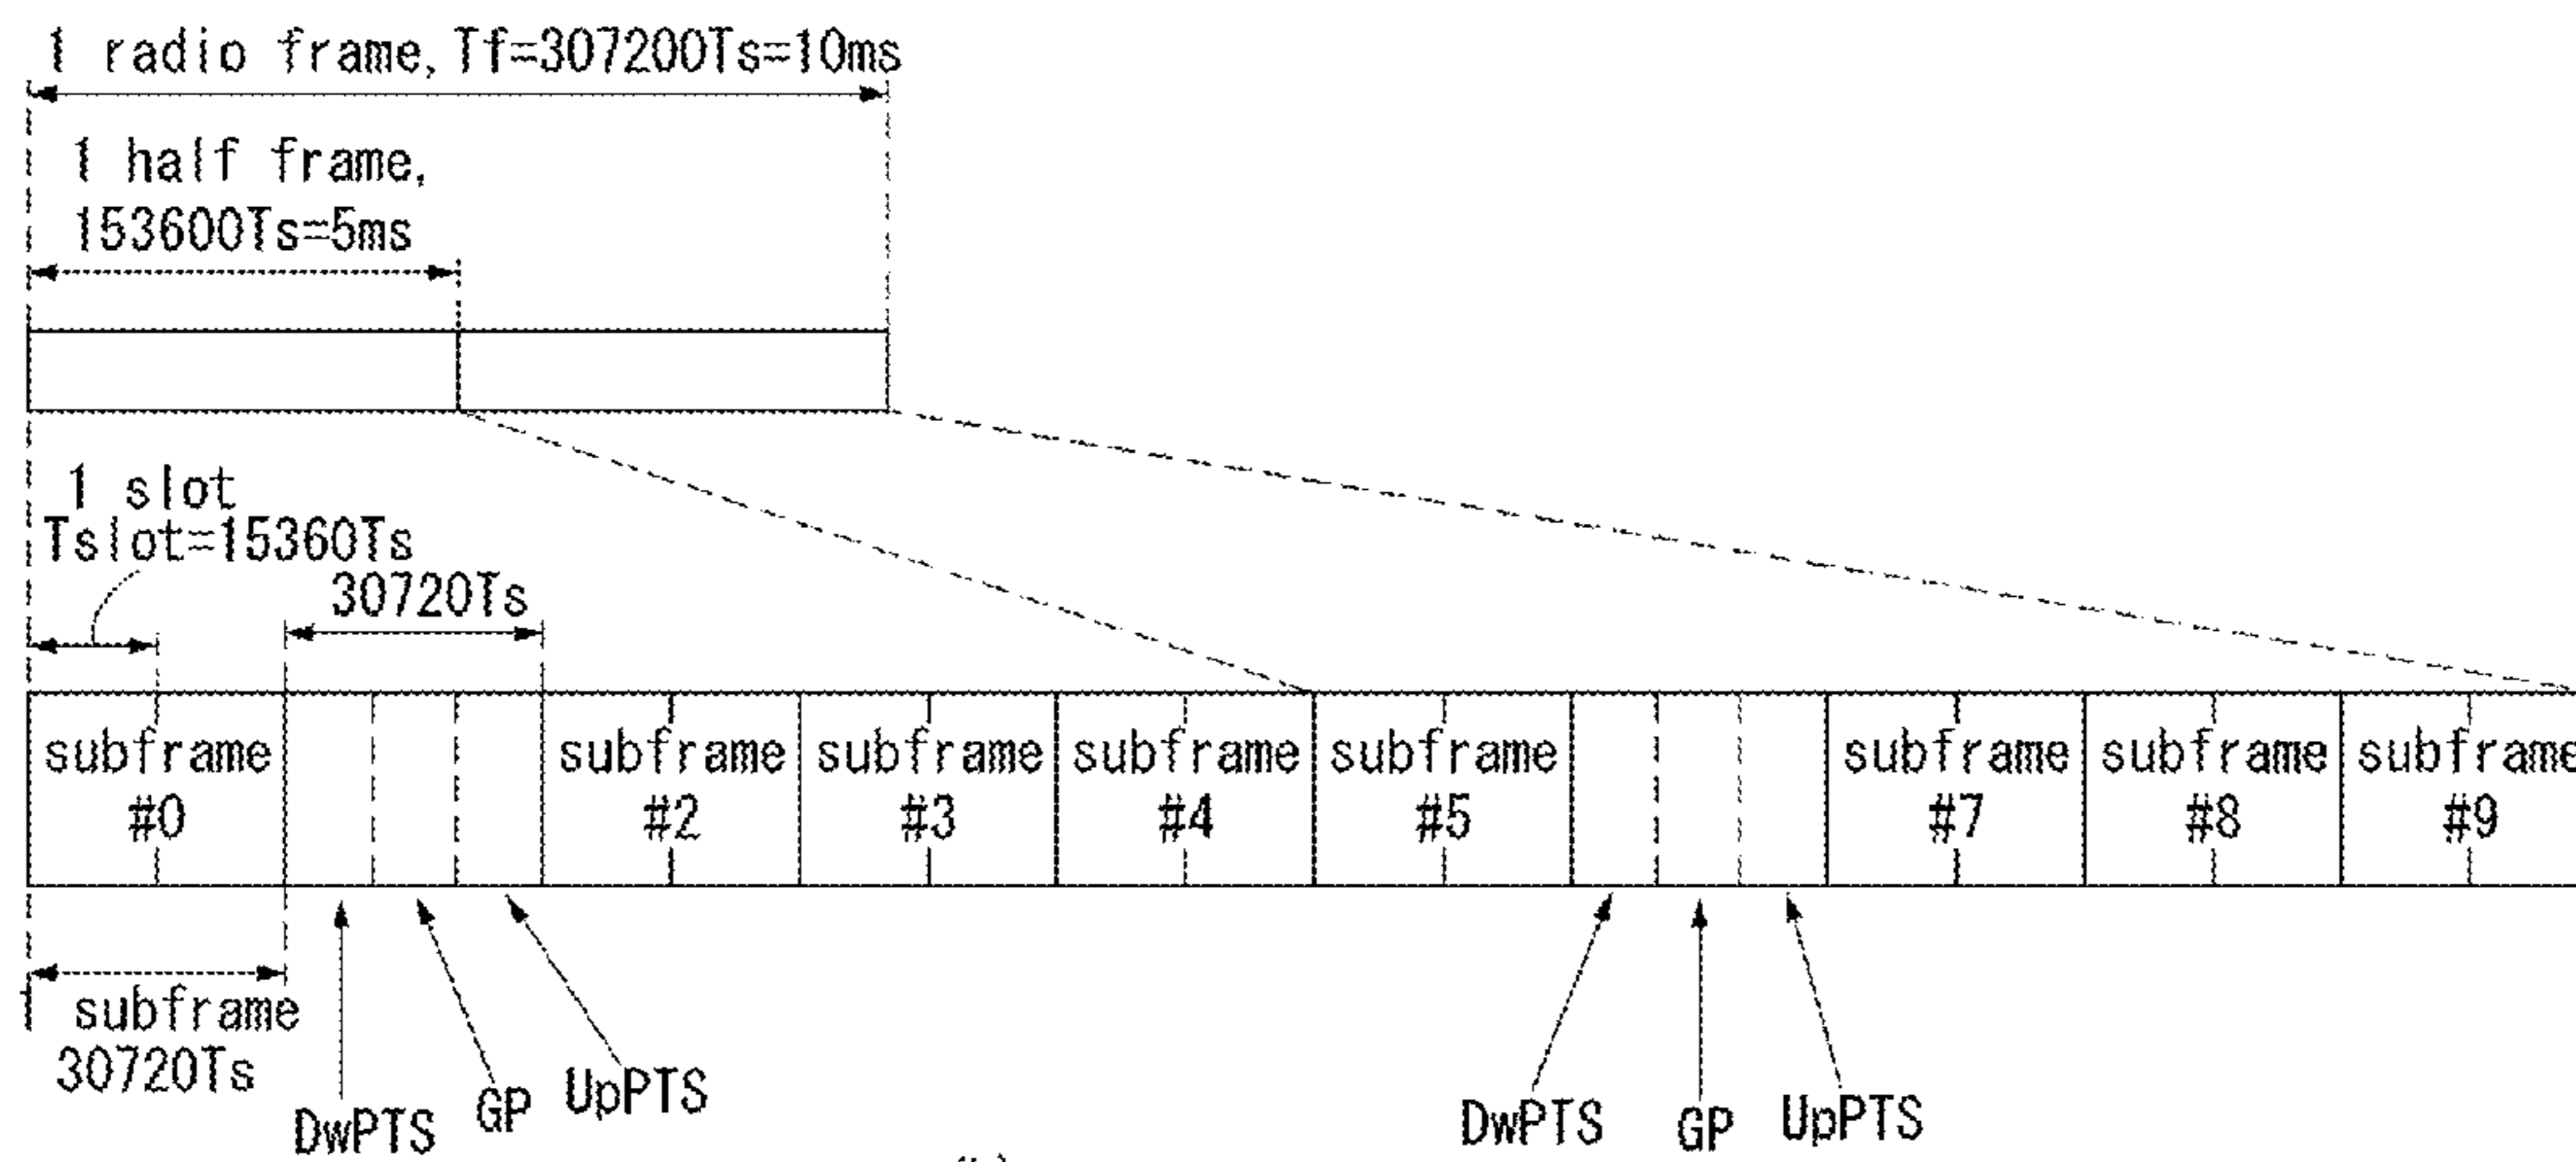 1 radio frame, Tf=307200Ts=10ms
1 half frame,
153600Ts=5ms
1 slot
Tslot=15360Ts
30720Ts
subframe #0
subframe #2
subframe #3
subframe #4
subframe #5
subframe #7
subframe #8
subframe #9
subframe
30720Ts
DwPTS
GP
UpPTS
DwPTS
GP
UpPTS